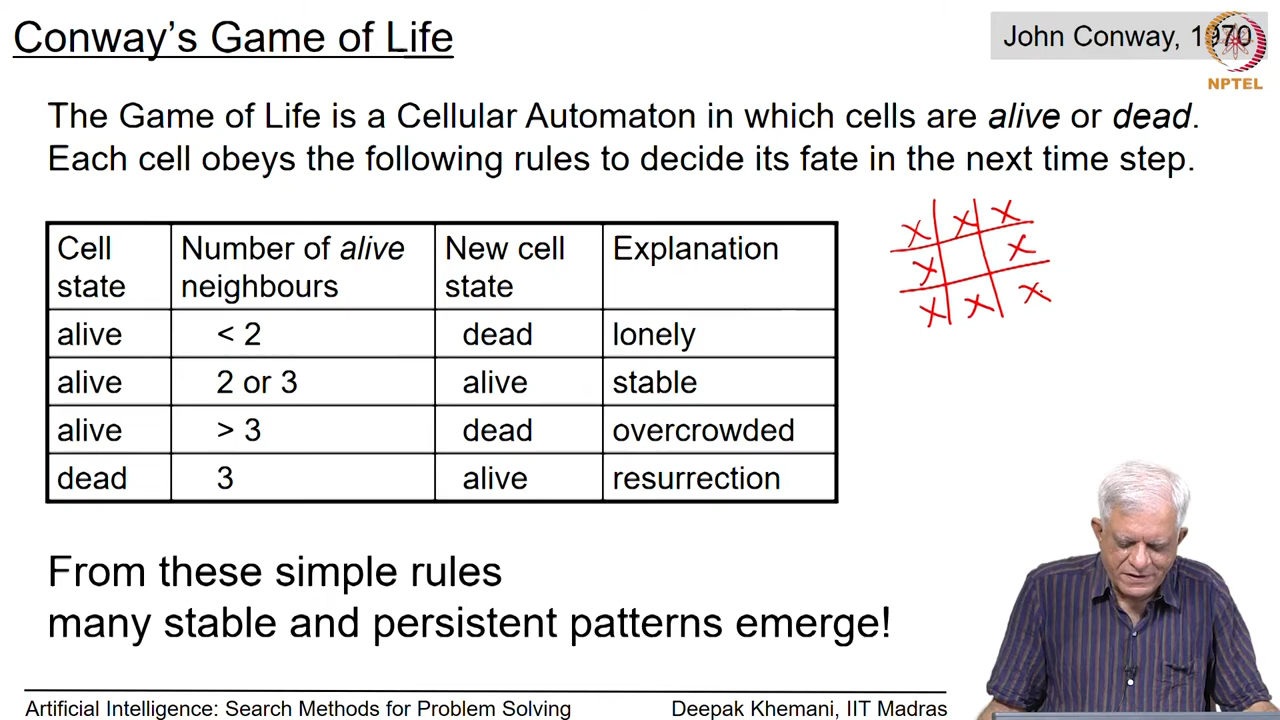 Conway's Game of Life
John Conway, 1970
NPTEL
The Game of Life is a Cellular Automaton in which cells are alive or dead.
Each cell obeys the following rules to decide its fate in the next time step.
Cell state Number of alive neighbours New cell state Explanation
alive < 2 dead lonely
alive 2 or 3 alive stable
alive > 3 dead overcrowded
dead 3 alive resurrection
X X X
X X
X X X
From these simple rules
many stable and persistent patterns emerge!
Artificial Intelligence: Search Methods for Problem Solving Deepak Khemani, IIT Madras